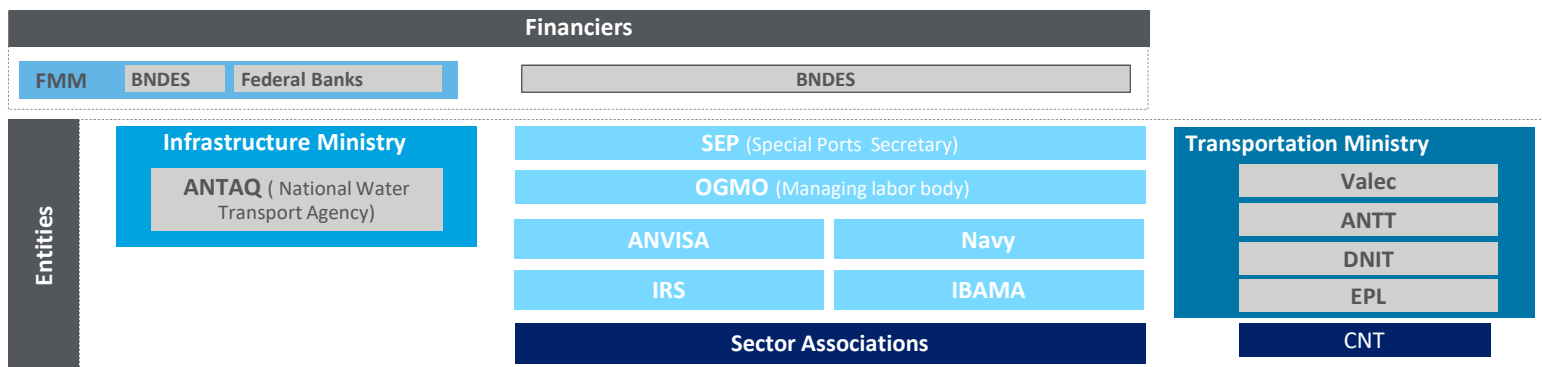 Financiers
FMM
BNDES
Federal Banks
BNDES
Entities
Infrastructure Ministry
ANTAQ ( National Water
Transport Agency)
SEP (Special Ports Secretary)
OGMO (Managing labor body)
ANVISA
Navy
IRS
IBAMA
Sector Associations
Transportation Ministry
Valec
ANTT
DNIT
EPL
CNT